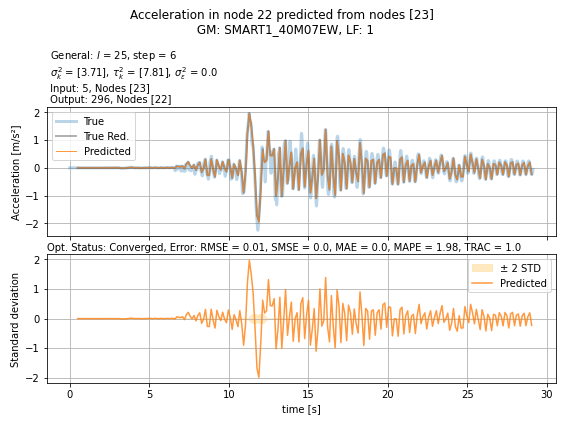 Acceleration in node 22 predicted from nodes [23]
GM: SMART1_40M07EW, LF: 1
General: l = 25, step = 6
σ²ₖ = [3.71], τ²ₖ = [7.81], σ²ε = 0.0
Input: 5, Nodes [23]
Output: 296, Nodes [22]
2
1
0
−1
−2
Acceleration [m/s²]
True
True Red.
Predicted
Opt. Status: Converged, Error: RMSE = 0.01, SMSE = 0.0, MAE = 0.0, MAPE = 1.98, TRAC = 1.0
2
1
0
−1
−2
Standard deviation
± 2 STD
Predicted
0 5 10 15 20 25 30
time [s]